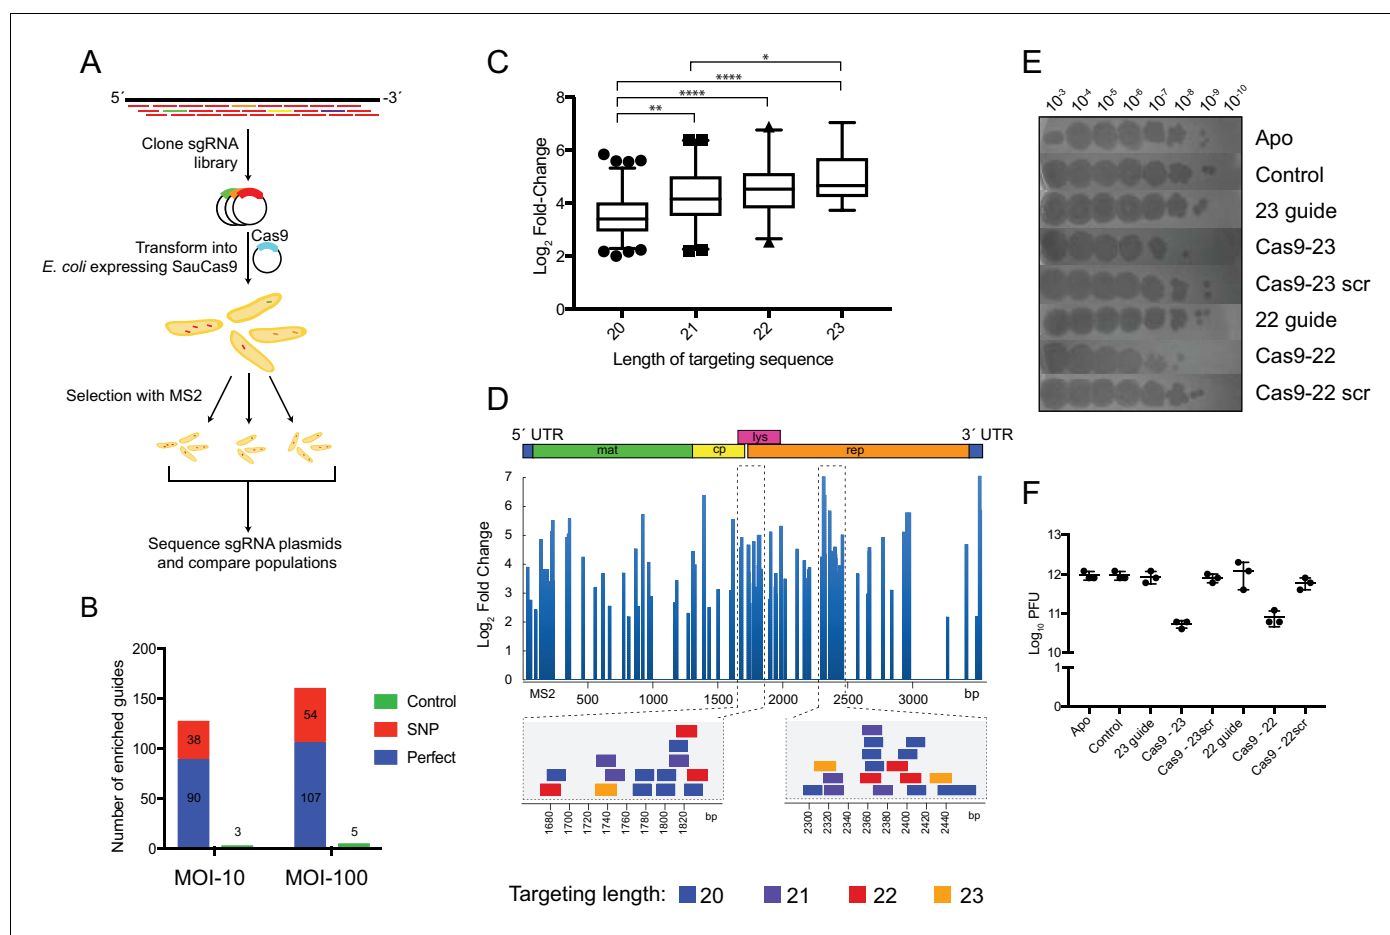 A
5´
-3´
Clone sgRNA
library
Cas9
Transform into
E. coli expressing SauCas9
Selection with MS2
Sequence sgRNA plasmids
and compare populations
B
Number of enriched guides
200
150
100
50
0
38
90
3
54
107
5
MOI-10
MOI-100
Control
SNP
Perfect
C
*
****
****
**
Log2 Fold-Change
8
6
4
2
0
20
21
22
23
Length of targeting sequence
D
5´ UTR
lys
3´ UTR
mat
cp
rep
Log2 Fold Change
7
6
5
4
3
2
1
0
MS2
500
1000
1500
2000
2500
3000
bp
1680
1700
1720
1740
1760
1780
1800
1820
bp
2300
2320
2340
2360
2380
2400
2420
2440
bp
Targeting length:
20
21
22
23
E
10-3
10-4
10-5
10-6
10-7
10-8
10-9
10-10
Apo
Control
23 guide
Cas9-23
Cas9-23 scr
22 guide
Cas9-22
Cas9-22 scr
F
Log10 PFU
13
12
11
10
1
0
Apo
Control
23 guide
Cas9 - 23
Cas9 - 23scr
22 guide
Cas9 - 22
Cas9 - 22scr